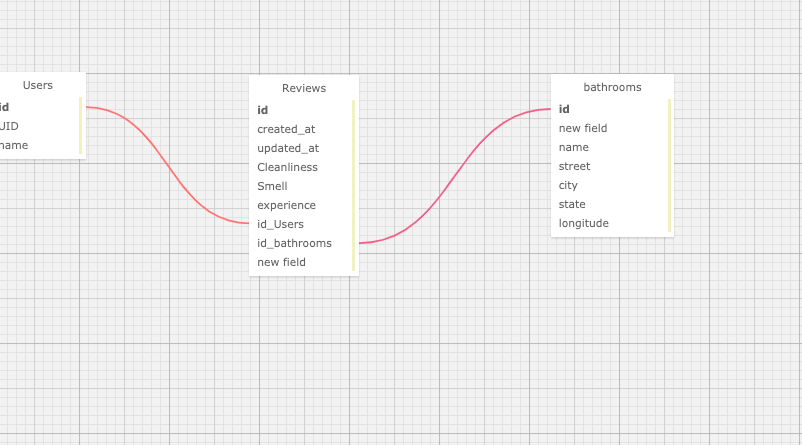 Users
id
UID
name
Reviews
id
created_at
updated_at
Cleanliness
Smell
experience
id_Users
id_bathrooms
new field
bathrooms
id
new field
name
street
city
state
longitude